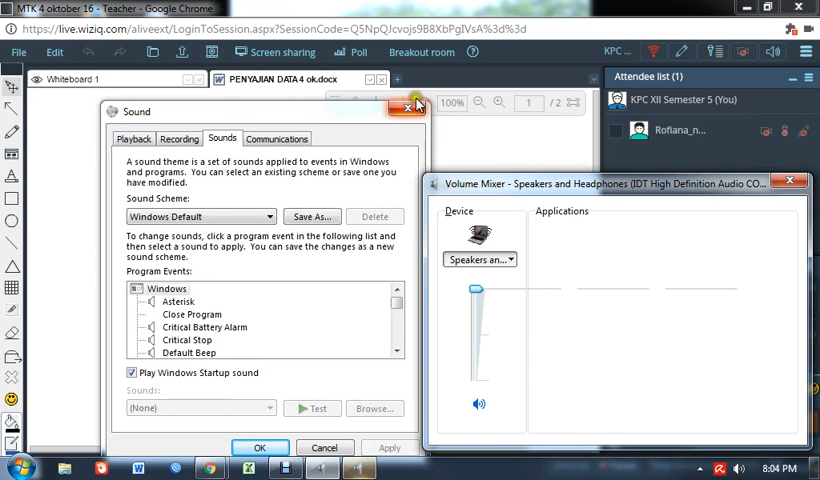 MTK 4 oktober 16 - Teacher - Google Chrome
https://live.wiziq.com/aliveext/LoginToSession.aspx?SessionCode=Q5NpQJcvojs9B8XbPgIVsA%3d%3d
File Edit Screen sharing Poll Breakout room KPC ...
Whiteboard 1 PENYAJIAN DATA 4 ok.docx Attendee list (1)
100% 1 / 2
KPC XII Semester 5 (You)
Rofiana_n...
Sound
Playback Recording Sounds Communications
A sound theme is a set of sounds applied to events in Windows
and programs. You can select an existing scheme or save one you
have modified.
Sound Scheme:
Windows Default Save As... Delete
To change sounds, click a program event in the following list and
then select a sound to apply. You can save the changes as a new
sound scheme.
Program Events:
Windows
Asterisk
Close Program
Critical Battery Alarm
Critical Stop
Default Beep
Play Windows Startup sound
Sounds:
(None) Test Browse...
OK Cancel Apply
Volume Mixer - Speakers and Headphones (IDT High Definition Audio CO...
Device Applications
Speakers an...
8:04 PM